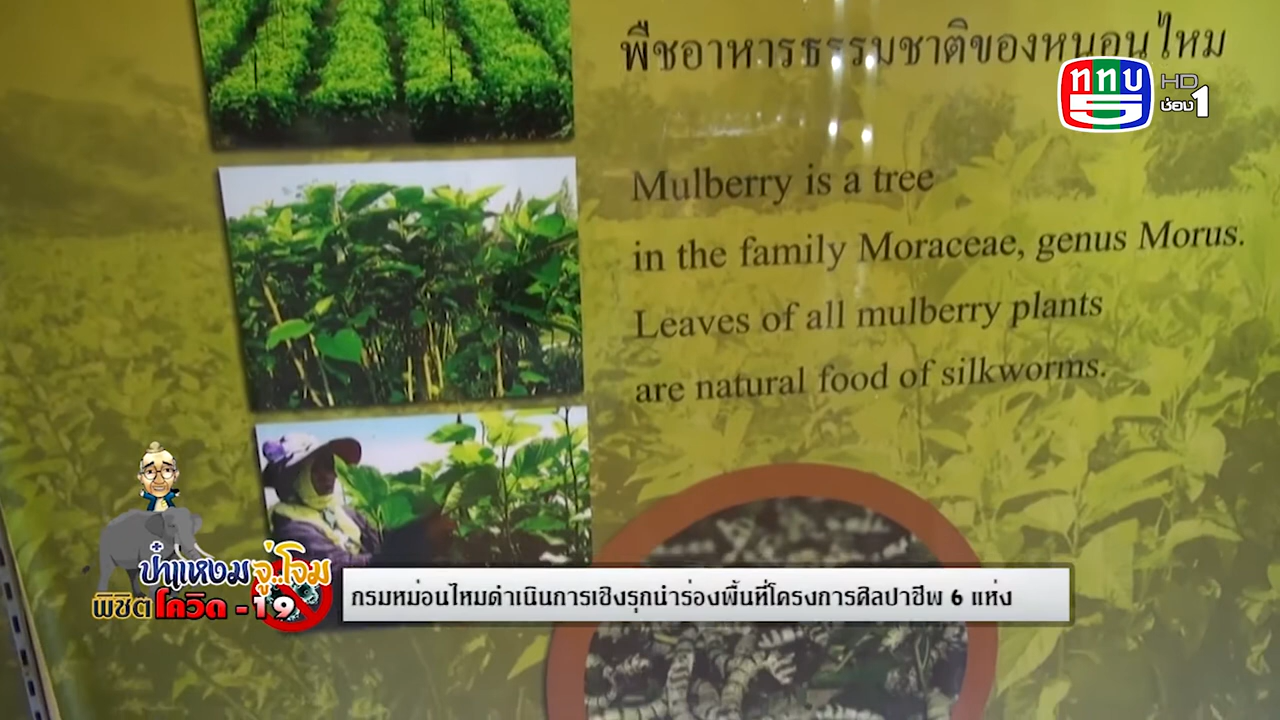 พืชอาหารธรรมชาติของหนอนไหม
ททบ
5
HD
ช่อง1
Mulberry is a tree
in the family Moraceae, genus Morus.
Leaves of all mulberry plants
are natural food of silkworms.
ป๋าแหงม จู่..โจม
พิชิต โควิด - 19
กรมหม่อนไหมดำเนินการเชิงรุกนำร่องพื้นที่โครงการศิลปาชีพ 6 แห่ง